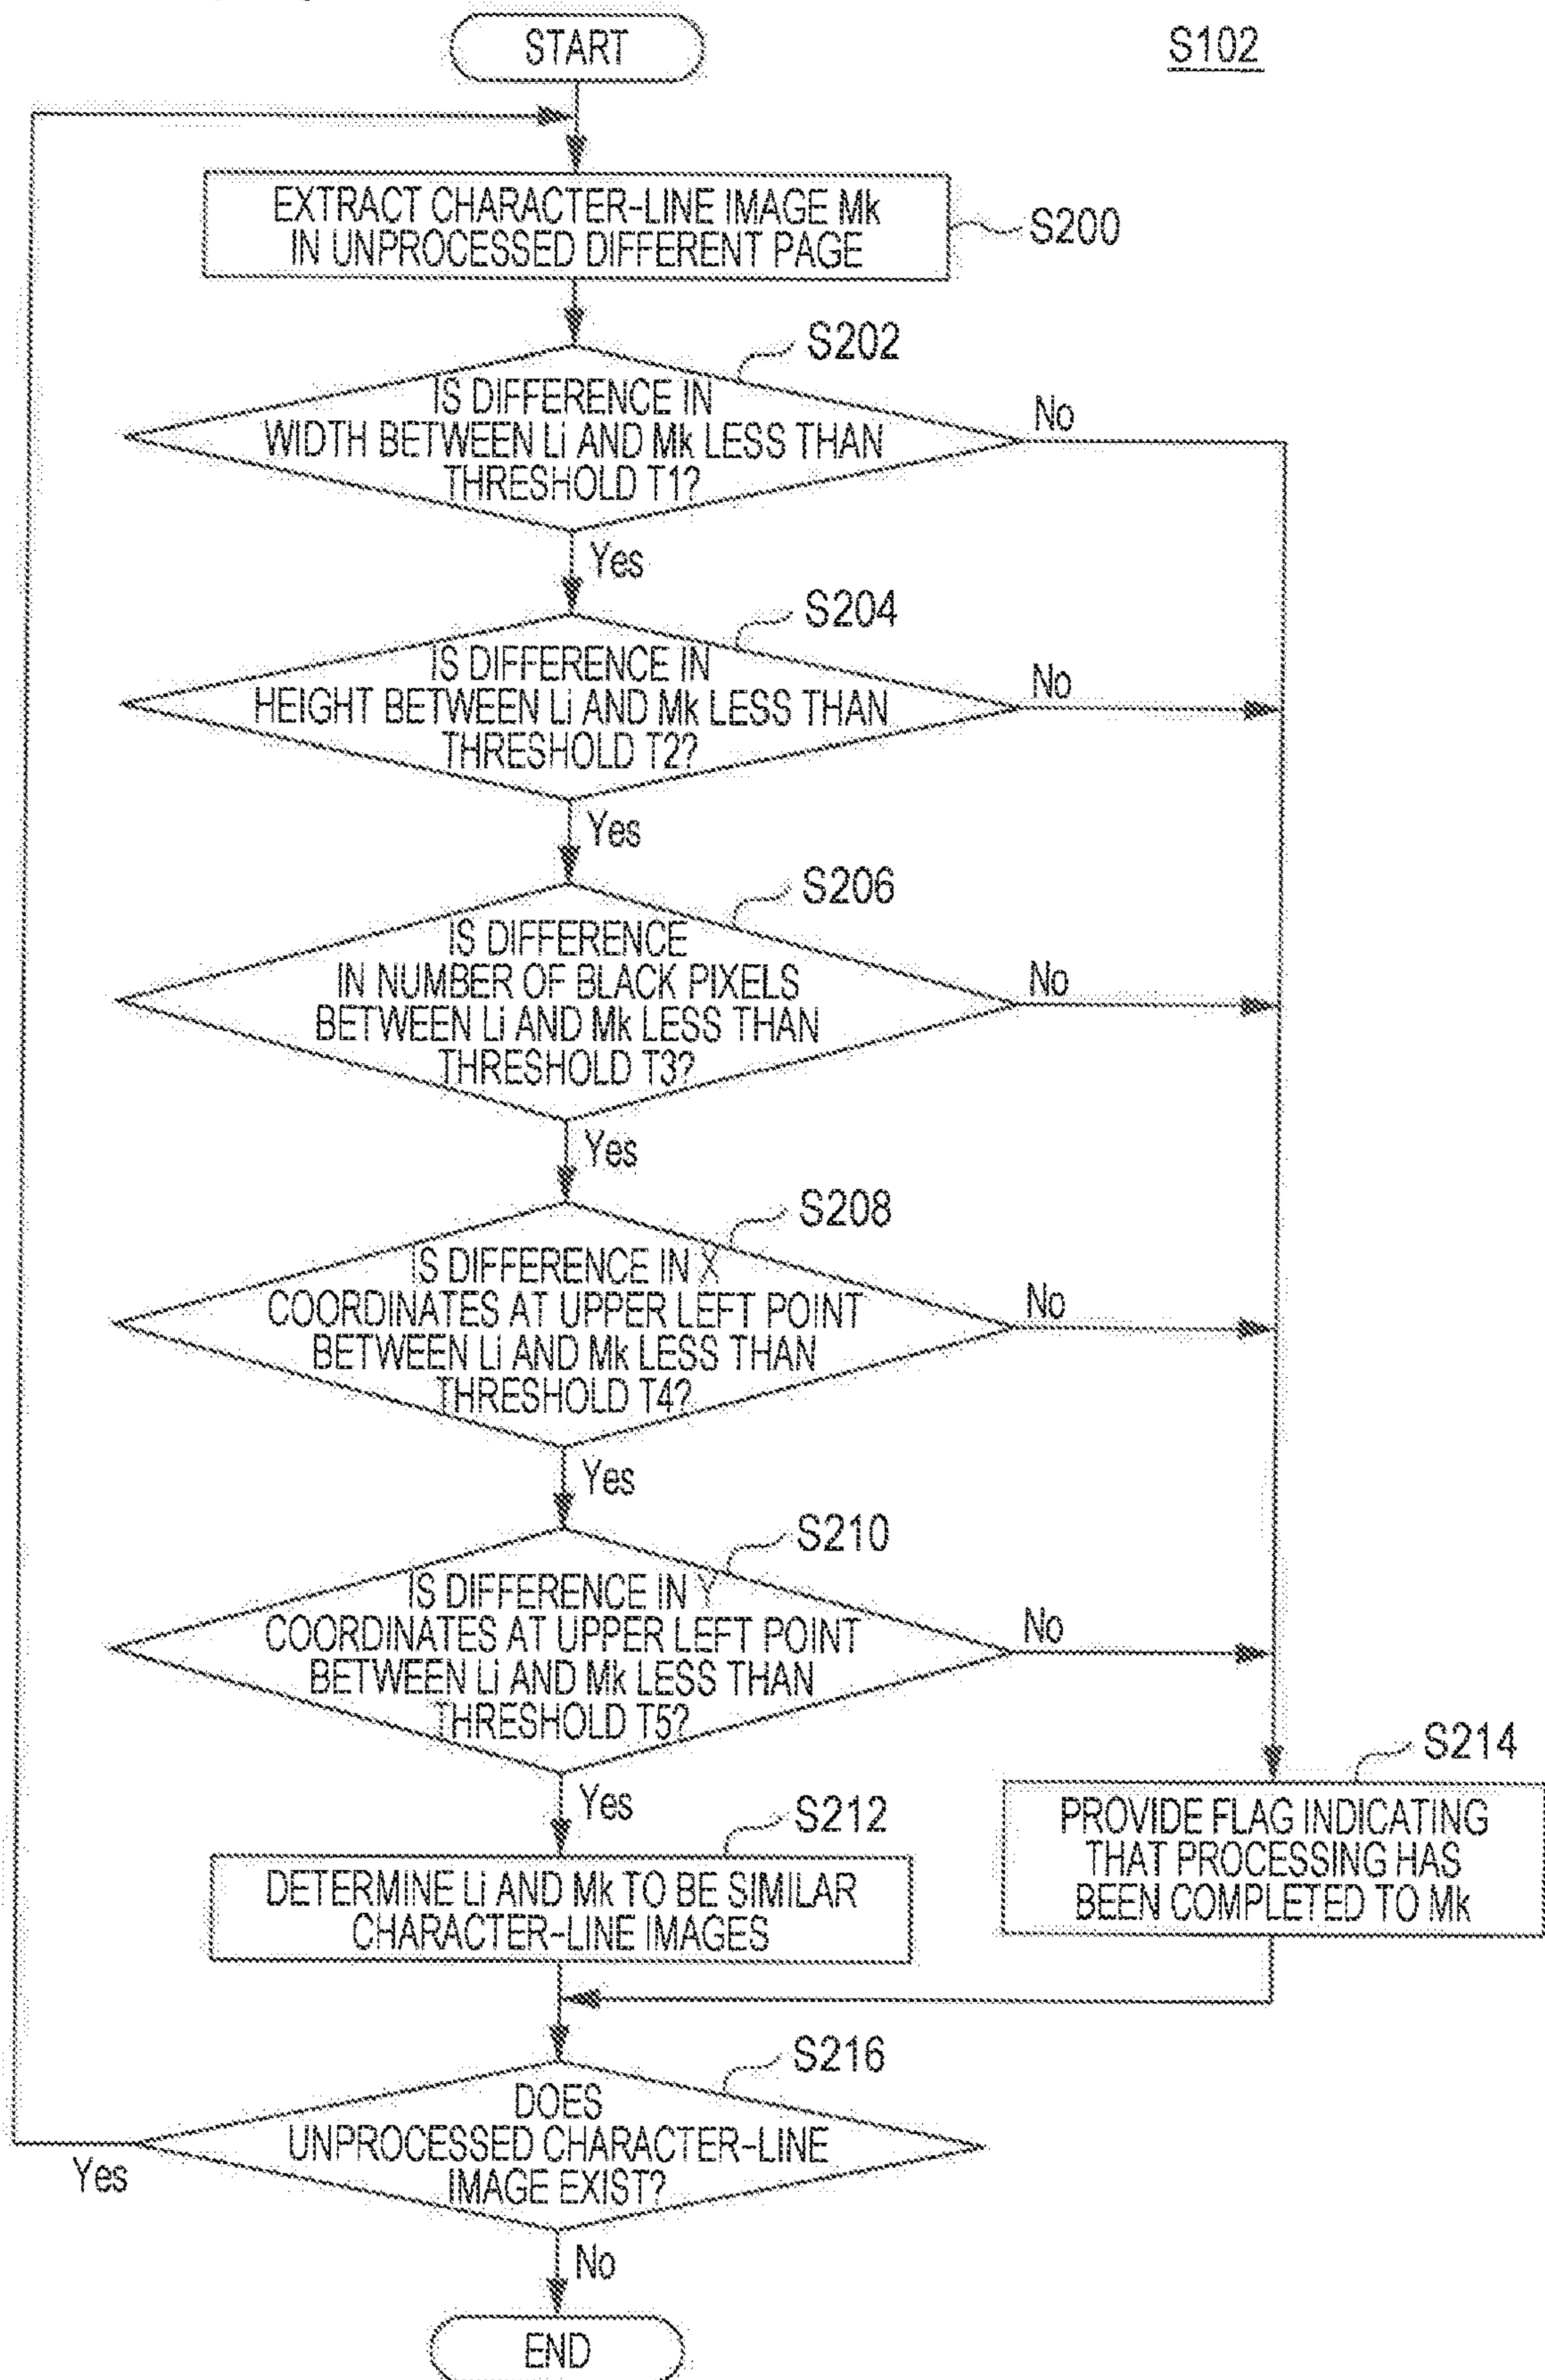 START
S102
EXTRACT CHARACTER-LINE IMAGE Mk
IN UNPROCESSED DIFFERENT PAGE
S200
S202
IS DIFFERENCE IN
WIDTH BETWEEN Li AND Mk LESS THAN
THRESHOLD T1?
No
Yes
S204
IS DIFFERENCE IN
HEIGHT BETWEEN Li AND Mk LESS THAN
THRESHOLD T2?
No
Yes
S206
IS DIFFERENCE
IN NUMBER OF BLACK PIXELS
BETWEEN Li AND Mk LESS THAN
THRESHOLD T3?
No
Yes
S208
IS DIFFERENCE IN X
COORDINATES AT UPPER LEFT POINT
BETWEEN Li AND Mk LESS THAN
THRESHOLD T4?
No
Yes
S210
IS DIFFERENCE IN Y
COORDINATES AT UPPER LEFT POINT
BETWEEN Li AND Mk LESS THAN
THRESHOLD T5?
No
Yes
S212
DETERMINE Li AND Mk TO BE SIMILAR
CHARACTER-LINE IMAGES
S214
PROVIDE FLAG INDICATING
THAT PROCESSING HAS
BEEN COMPLETED TO Mk
S216
DOES
UNPROCESSED CHARACTER-LINE
IMAGE EXIST?
Yes
No
END